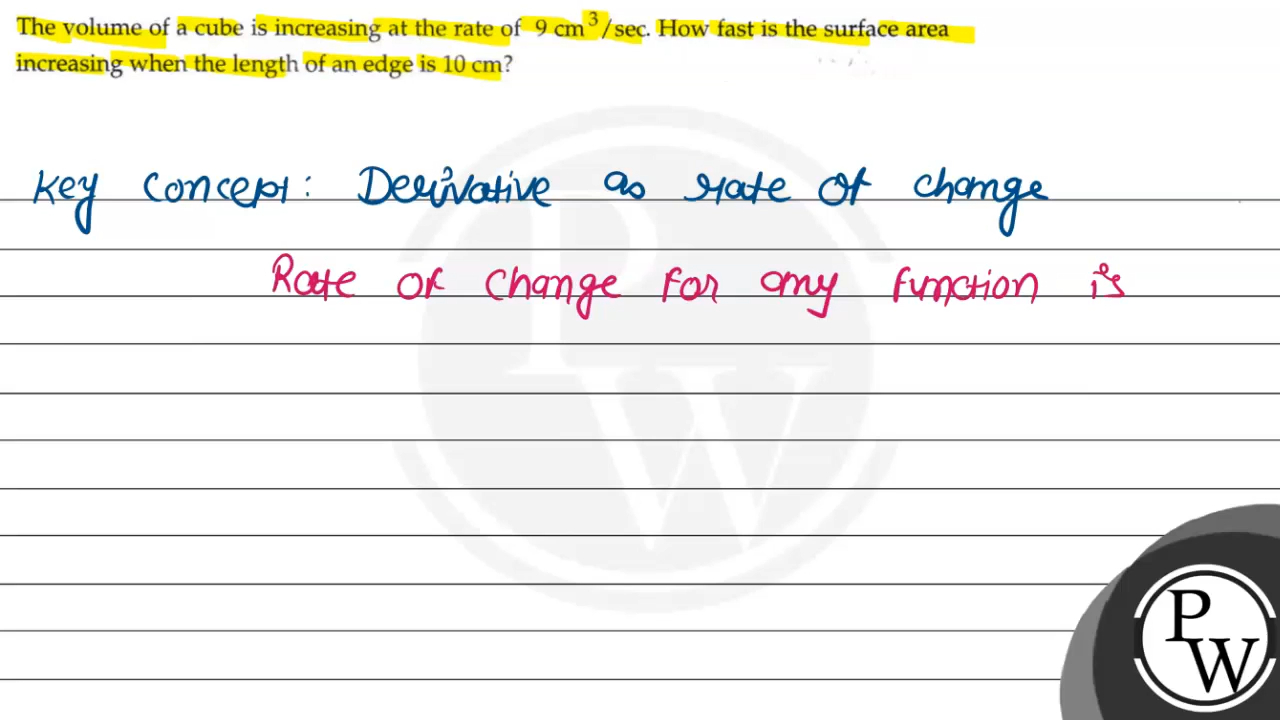 The volume of a cube is increasing at the rate of 9 cm³/sec. How fast is the surface area
increasing when the length of an edge is 10 cm?
Key Concept: Derivative as rate of change
Rate of change for any function is
PW
PW